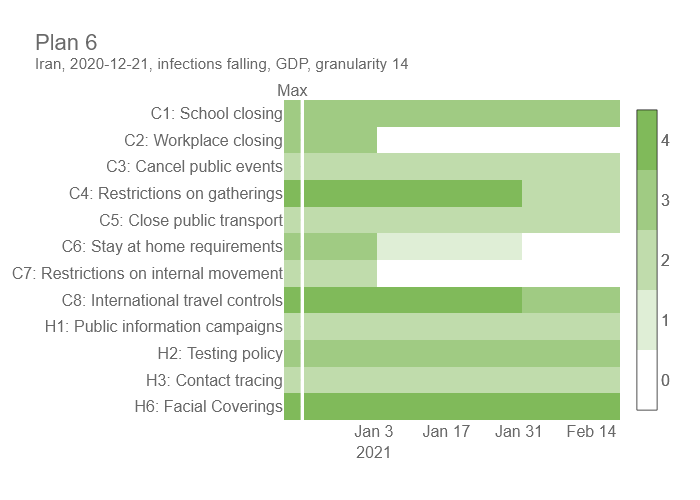 Plan 6
Iran, 2020-12-21, infections falling, GDP, granularity 14
Max
C1: School closing
C2: Workplace closing
C3: Cancel public events
C4: Restrictions on gatherings
C5: Close public transport
C6: Stay at home requirements
C7: Restrictions on internal movement
C8: International travel controls
H1: Public information campaigns
H2: Testing policy
H3: Contact tracing
H6: Facial Coverings
Jan 3 Jan 17 Jan 31 Feb 14
2021
4
3
2
1
0